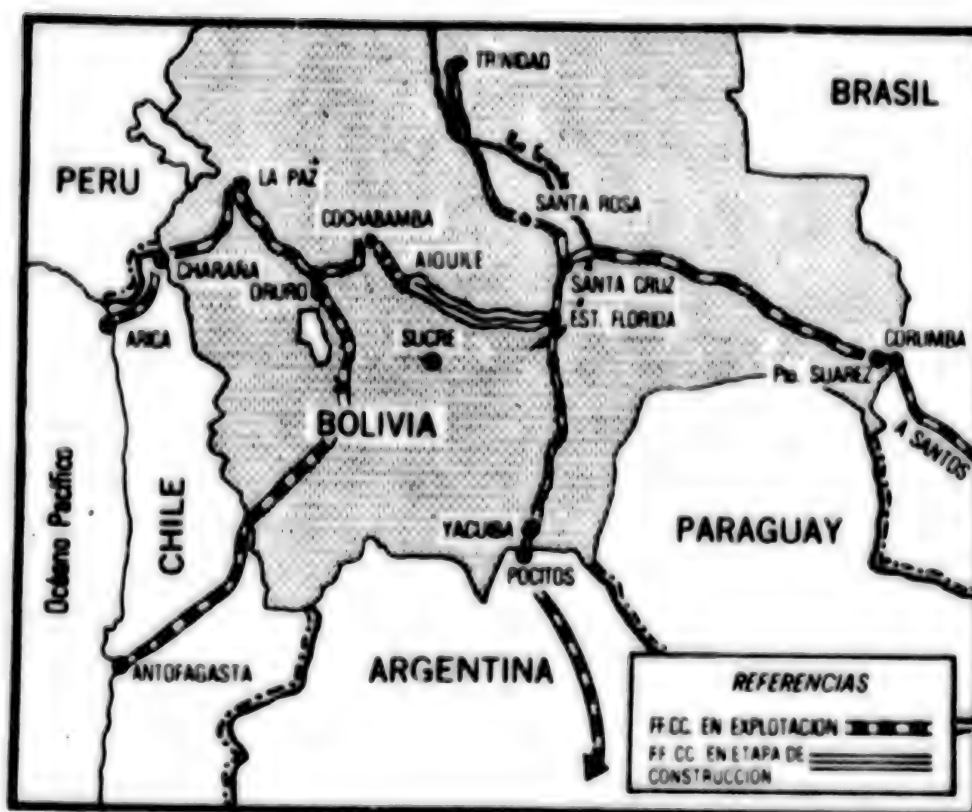 TRINIDAD
BRASIL
PERU
LA PAZ
SANTA ROSA
COCHABAMBA
AIQUILE
CHARAÑA
ORURO
SANTA CRUZ
EST. FLORIDA
ARICA
SUCRE
CORUMBA
Pto. SUAREZ
BOLIVIA
A SANTOS
Océano Pacífico
CHILE
YACUBA
PARAGUAY
POCITOS
ANTOFAGASTA
ARGENTINA
REFERENCIAS
FF.CC. EN EXPLOTACION
FF.CC. EN ETAPA DE
CONSTRUCCION